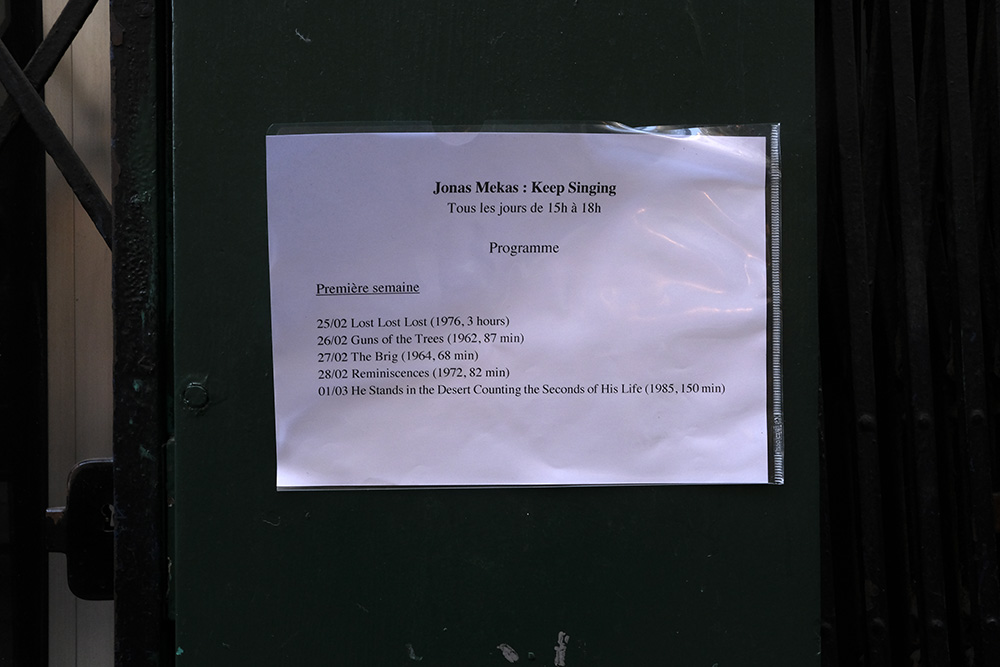 Jonas Mekas : Keep Singing
Tous les jours de 15h à 18h
Programme
Première semaine
25/02 Lost Lost Lost (1976, 3 hours)
26/02 Guns of the Trees (1962, 87 min)
27/02 The Brig (1964, 68 min)
28/02 Reminiscences (1972, 82 min)
01/03 He Stands in the Desert Counting the Seconds of His Life (1985, 150 min)